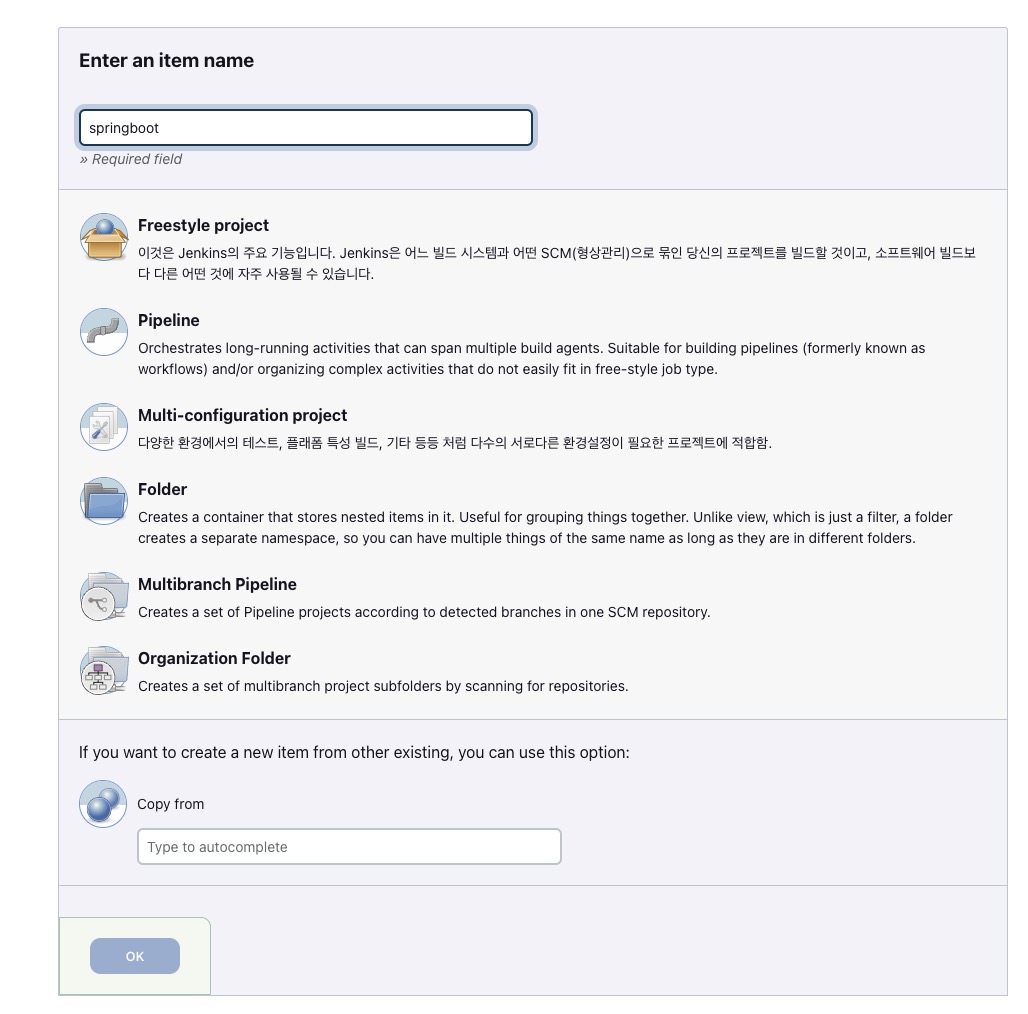 Enter an item name
springboot
» Required field
Freestyle project
이것은 Jenkins의 주요 기능입니다. Jenkins은 어느 빌드 시스템과 어떤 SCM(형상관리)으로 묶인 당신의 프로젝트를 빌드할 것이고, 소프트웨어 빌드보
다 다른 어떤 것에 자주 사용될 수 있습니다.
Pipeline
Orchestrates long-running activities that can span multiple build agents. Suitable for building pipelines (formerly known as
workflows) and/or organizing complex activities that do not easily fit in free-style job type.
Multi-configuration project
다양한 환경에서의 테스트, 플래폼 특성 빌드, 기타 등등 처럼 다수의 서로다른 환경설정이 필요한 프로젝트에 적합함.
Folder
Creates a container that stores nested items in it. Useful for grouping things together. Unlike view, which is just a filter, a folder
creates a separate namespace, so you can have multiple things of the same name as long as they are in different folders.
Multibranch Pipeline
Creates a set of Pipeline projects according to detected branches in one SCM repository.
Organization Folder
Creates a set of multibranch project subfolders by scanning for repositories.
If you want to create a new item from other existing, you can use this option:
Copy from
Type to autocomplete
OK